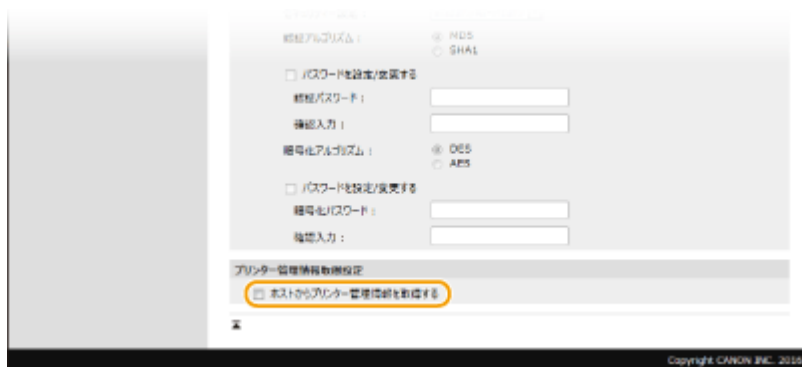 認証アルゴリズム：
MD5
SHA1
パスワードを設定/変更する
認証パスワード：
確認入力：
暗号化アルゴリズム：
DES
AES
パスワードを設定/変更する
暗号化パスワード：
確認入力：
プリンター管理情報取得設定
ホストからプリンター管理情報を取得する
Copyright CANON INC. 2016